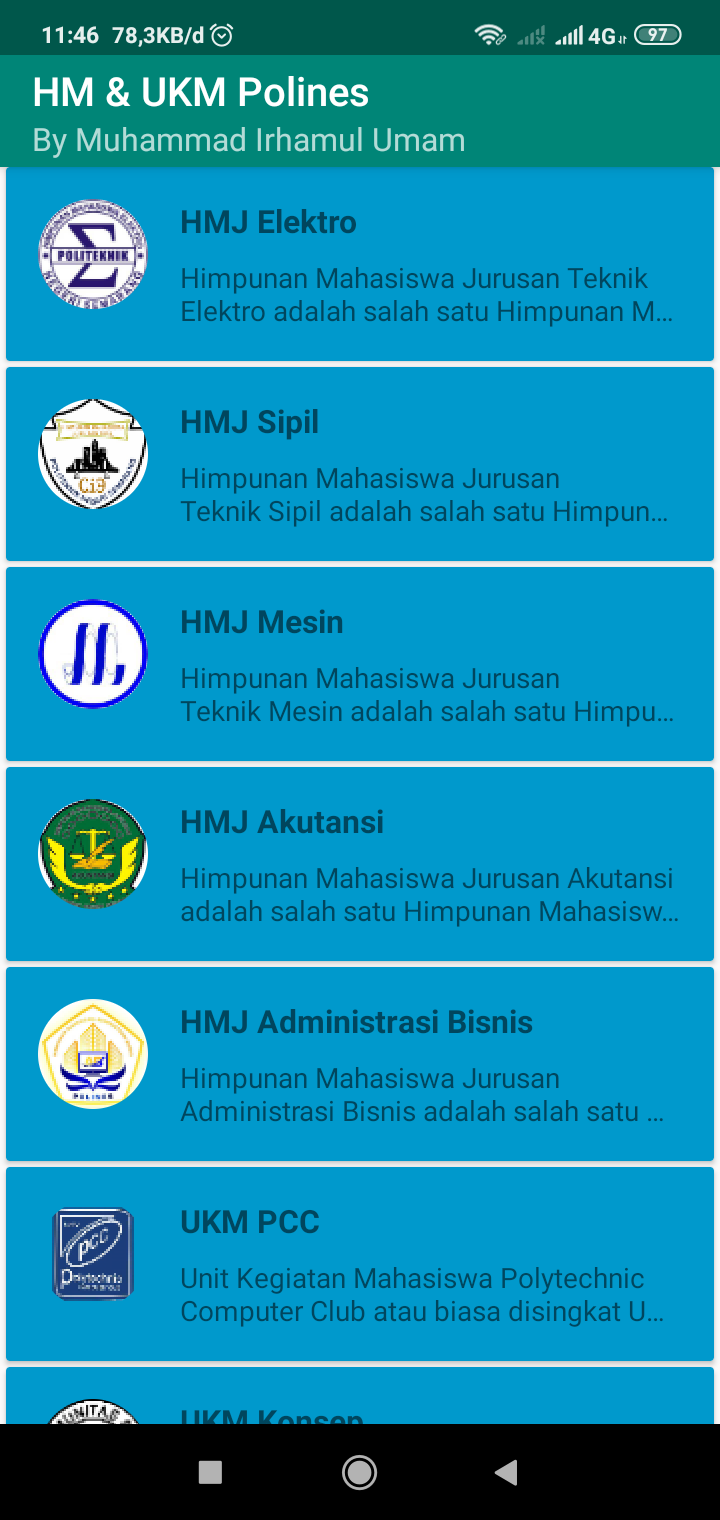 11:46 78,3KB/d 4G 97
HM & UKM Polines
By Muhammad Irhamul Umam
POLITEKNIK
NEGERI SEMARANG
HMJ Elektro
Himpunan Mahasiswa Jurusan Teknik
Elektro adalah salah satu Himpunan M...
HMJ Sipil
Himpunan Mahasiswa Jurusan
Teknik Sipil adalah salah satu Himpun...
HMJ Mesin
Himpunan Mahasiswa Jurusan
Teknik Mesin adalah salah satu Himpu...
HMJ Akutansi
Himpunan Mahasiswa Jurusan Akutansi
adalah salah satu Himpunan Mahasisw...
POLINES
HMJ Administrasi Bisnis
Himpunan Mahasiswa Jurusan
Administrasi Bisnis adalah salah satu ...
PCC
Polytechnic
UKM PCC
Unit Kegiatan Mahasiswa Polytechnic
Computer Club atau biasa disingkat U...
UKM Konsep